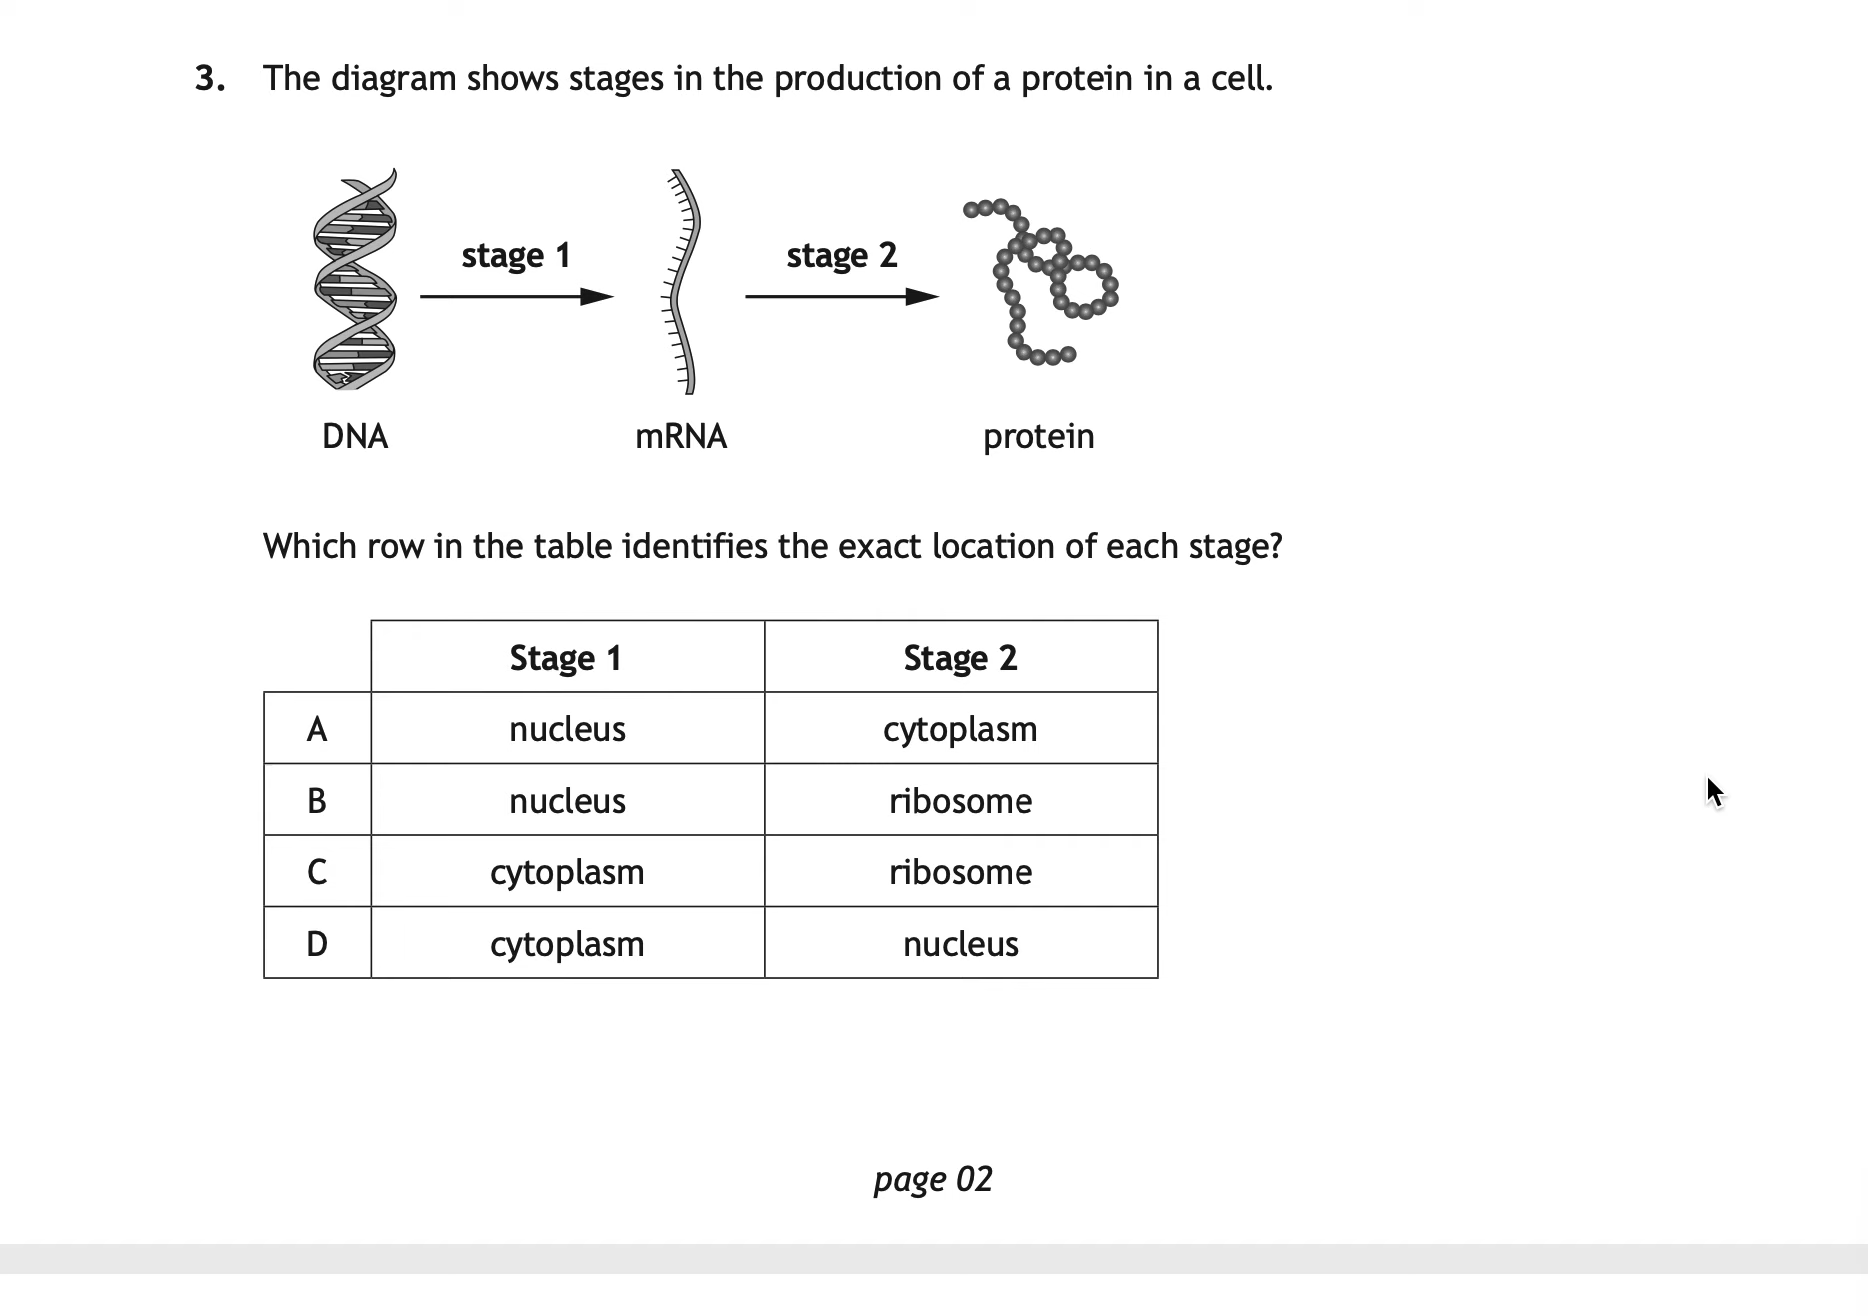 3. The diagram shows stages in the production of a protein in a cell.
stage 1 stage 2
DNA mRNA protein
Which row in the table identifies the exact location of each stage?
Stage 1 Stage 2
A nucleus cytoplasm
B nucleus ribosome
C cytoplasm ribosome
D cytoplasm nucleus
page 02